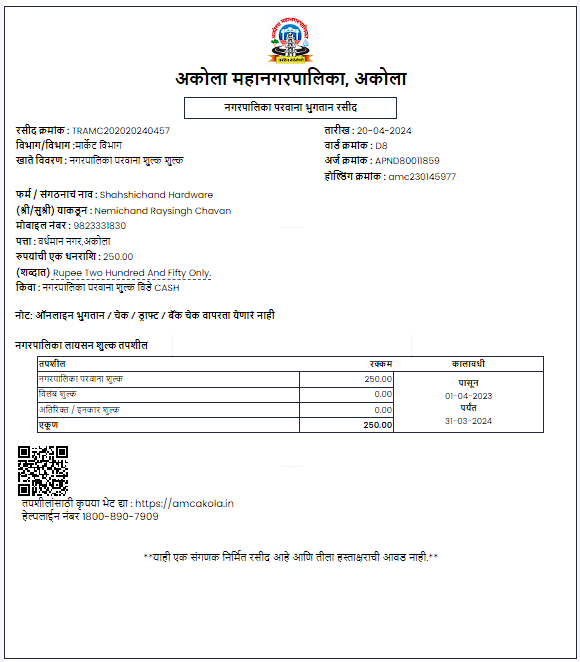 अकोला महानगरपालिका, अकोला
नगरपालिका परवाना भुगतान रसीद
रसीद क्रमांक : TRAMC202020240457 तारीख : 20-04-2024
विभाग/विभाग :मार्केट विभाग वार्ड क्रमांक : D8
खाते विवरण : नगरपालिका परवाना शुल्क शुल्क अर्ज क्रमांक : APND80011859
होल्डिंग क्रमांक : amc230145977
फर्म / संगठनाचं नाव : Shahshichand Hardware
(श्री/सुश्री) याकडून : Nemichand Raysingh Chavan
मोबाइल नंबर : 9823331830
पत्ता : वर्धमान नगर,अकोला
रुपयांची एक धनराशि : 250.00
(शब्दात) Rupee Two Hundred And Fifty Only.
किंवा : नगरपालिका परवाना शुल्क विडे CASH
नोट: ऑनलाइन भुगतान / चेक / ड्राफ्ट / बँक चेक वापरता येणारं नाही
नगरपालिका लायसन शुल्क तपशील
तपशील रक्कम कालावधी
नगरपालिका परवाना शुल्क 250.00 पासून
विलंब शुल्क 0.00 01-04-2023
अतिरिक्त / इनकार शुल्क 0.00 पर्यंत
एकूण 250.00 31-03-2024
तपशीलांसाठी कृपया भेट द्या : https://amcakola.in
हेल्पलाईन नंबर 1800-890-7909
**याही एक संगणक निर्मित रसीद आहे आणि तीला हस्ताक्षराची आवड नाही.**